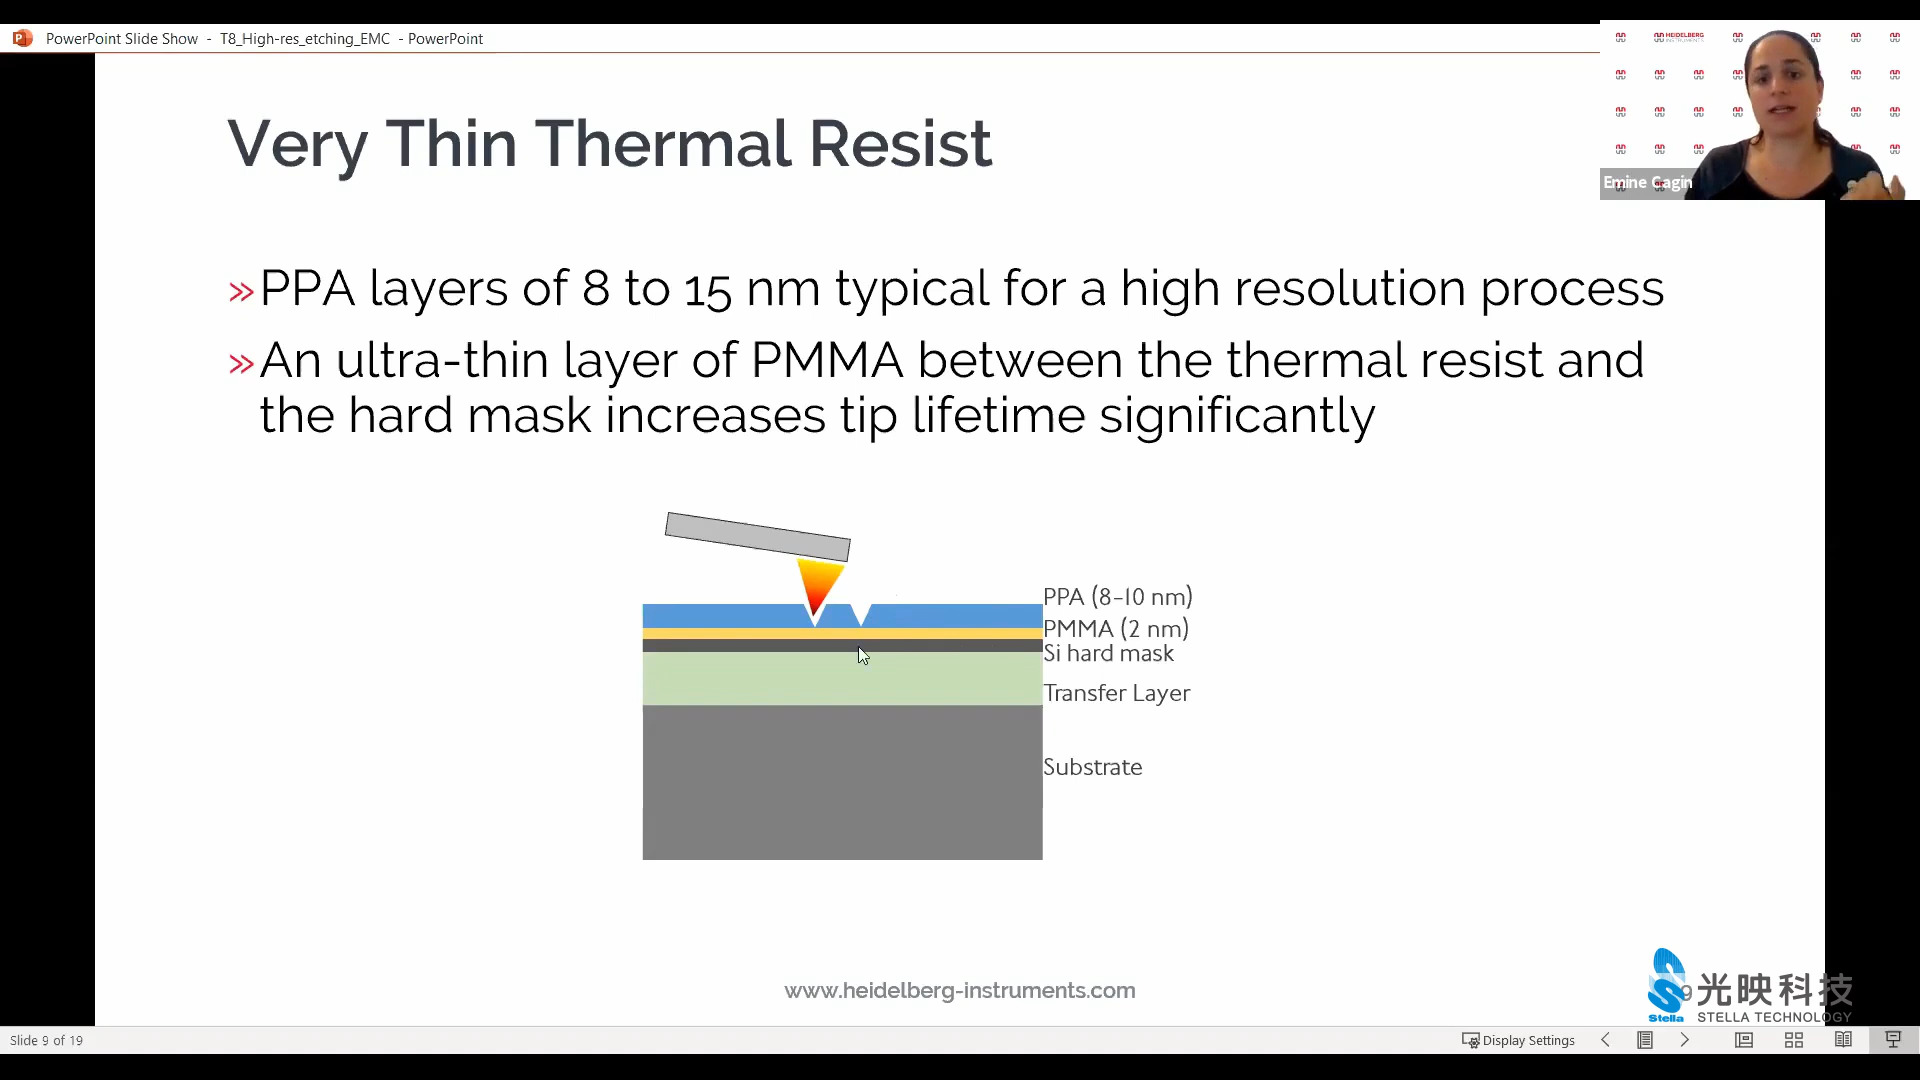 PowerPoint Slide Show - T8_High-res_etching_EMC - PowerPoint
HEIDELBERG
INSTRUMENTS
Emine Cagin
Very Thin Thermal Resist
» PPA layers of 8 to 15 nm typical for a high resolution process
» An ultra-thin layer of PMMA between the thermal resist and
the hard mask increases tip lifetime significantly
PPA (8-10 nm)
PMMA (2 nm)
Si hard mask
Transfer Layer
Substrate
www.heidelberg-instruments.com
9
Stella
光映科技
STELLA TECHNOLOGY
Slide 9 of 19
Display Settings